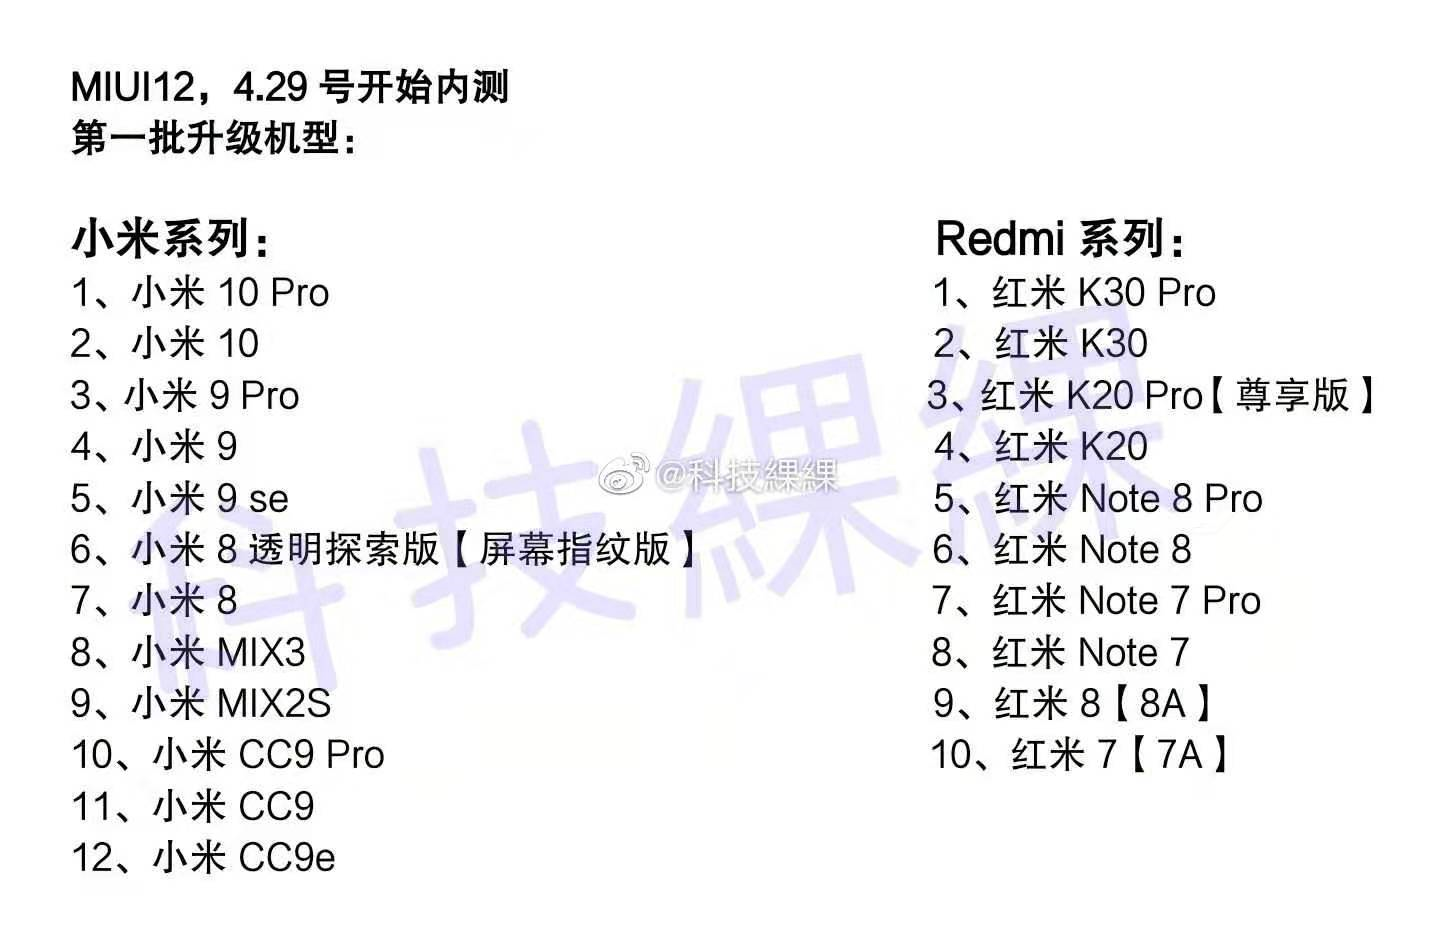 MIUI12，4.29 号开始内测
第一批升级机型：
小米系列：
1、小米 10 Pro
2、小米 10
3、小米 9 Pro
4、小米 9
5、小米 9 se
6、小米 8 透明探索版【屏幕指纹版】
7、小米 8
8、小米 MIX3
9、小米 MIX2S
10、小米 CC9 Pro
11、小米 CC9
12、小米 CC9e
Redmi 系列：
1、红米 K30 Pro
2、红米 K30
3、红米 K20 Pro【尊享版】
4、红米 K20
5、红米 Note 8 Pro
6、红米 Note 8
7、红米 Note 7 Pro
8、红米 Note 7
9、红米 8【8A】
10、红米 7【7A】
科技綶綶
@科技綶綶